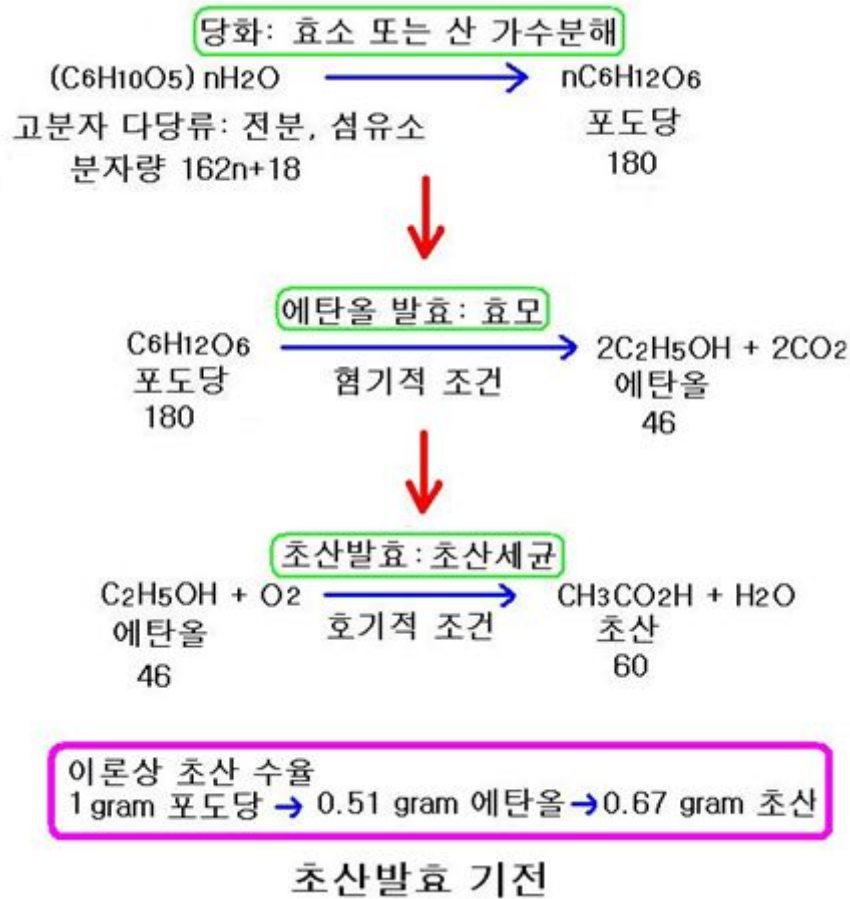 당화: 효소 또는 산 가수분해
(C6H10O5) nH2O → nC6H12O6
고분자 다당류: 전분, 섬유소 포도당
분자량 162n+18 180
에탄올 발효: 효모
C6H12O6 → 2C2H5OH + 2CO2
포도당 혐기적 조건 에탄올
180 46
초산발효:초산세균
C2H5OH + O2 → CH3CO2H + H2O
에탄올 호기적 조건 초산
46 60
이론상 초산 수율
1 gram 포도당 → 0.51 gram 에탄올→0.67 gram 초산
초산발효 기전